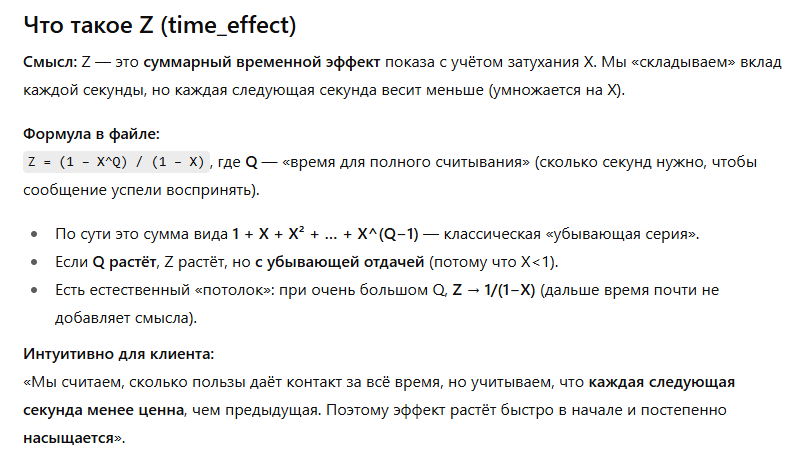 Что такое Z (time_effect)
Смысл: Z — это суммарный временной эффект показа с учётом затухания X. Мы «складываем» вклад
каждой секунды, но каждая следующая секунда весит меньше (умножается на X).
Формула в файле:
Z = (1 − X^Q) / (1 − X), где Q — «время для полного считывания» (сколько секунд нужно, чтобы
сообщение успели воспринять).
• По сути это сумма вида 1 + X + X² + … + X^(Q−1) — классическая «убывающая серия».
• Если Q растёт, Z растёт, но с убывающей отдачей (потому что X<1).
• Есть естественный «потолок»: при очень большом Q, Z → 1/(1−X) (дальше время почти не
добавляет смысла).
Интуитивно для клиента:
«Мы считаем, сколько пользы даёт контакт за всё время, но учитываем, что каждая следующая
секунда менее ценна, чем предыдущая. Поэтому эффект растёт быстро в начале и постепенно
насыщается».